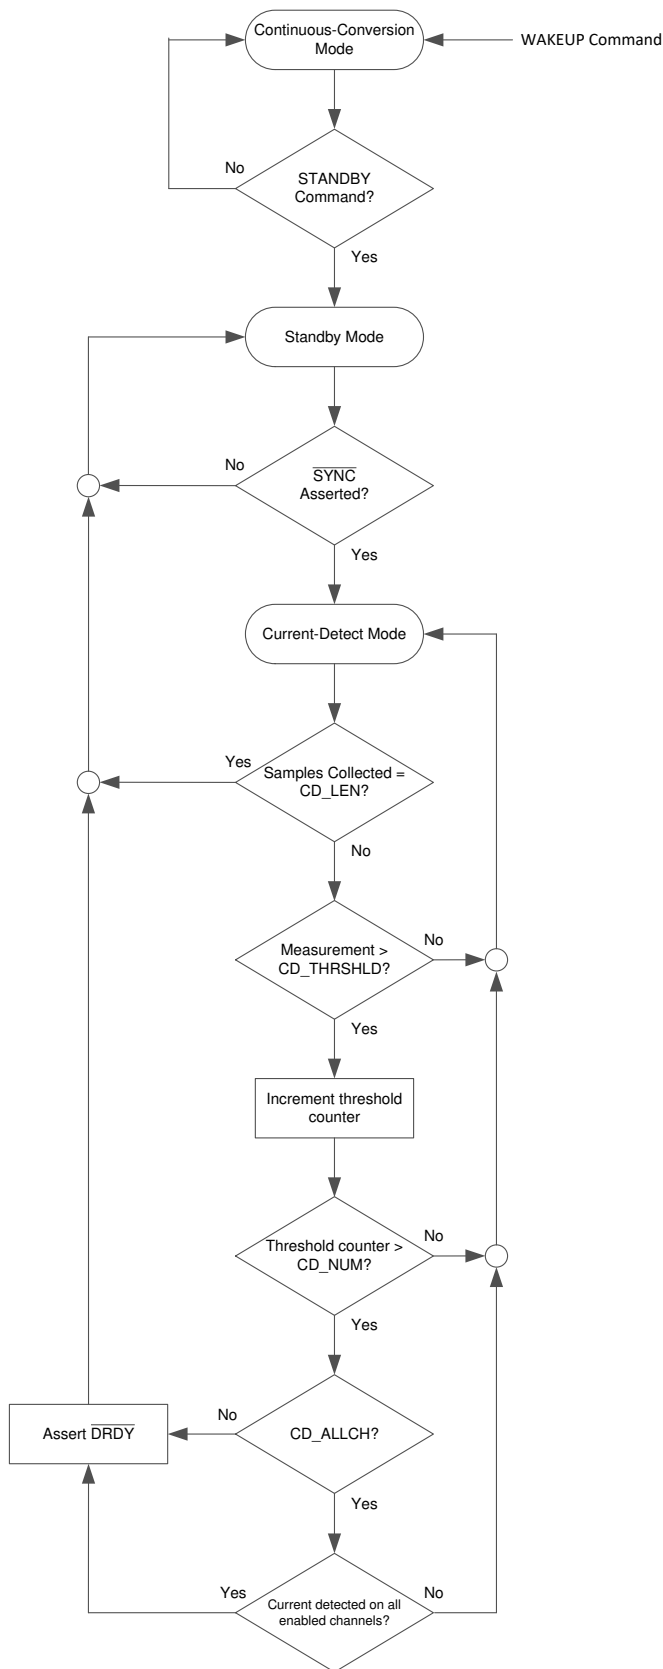 Continuous-Conversion
Mode
WAKEUP Command
No
STANDBY
Command?
Yes
Standby Mode
No
SYNC
Asserted?
Yes
Current-Detect Mode
Yes
Samples Collected =
CD_LEN?
No
Measurement >
CD_THRSHLD?
No
Yes
Increment threshold
counter
Threshold counter >
CD_NUM?
No
Yes
Assert DRDY
No
CD_ALLCH?
Yes
Yes
Current detected on all
enabled channels?
No